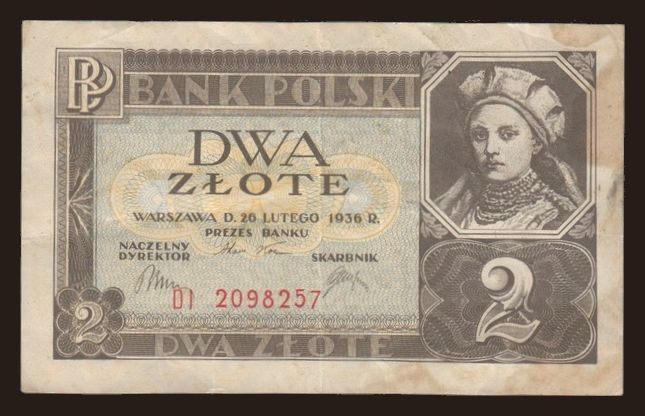 BP BANK POLSKI
DWA
ZŁOTE
WARSZAWA D. 26 LUTEGO 1936 R.
PREZES BANKU
NACZELNY
DYREKTOR
SKARBNIK
DI 2098257
2
2
DWA ZŁOTE